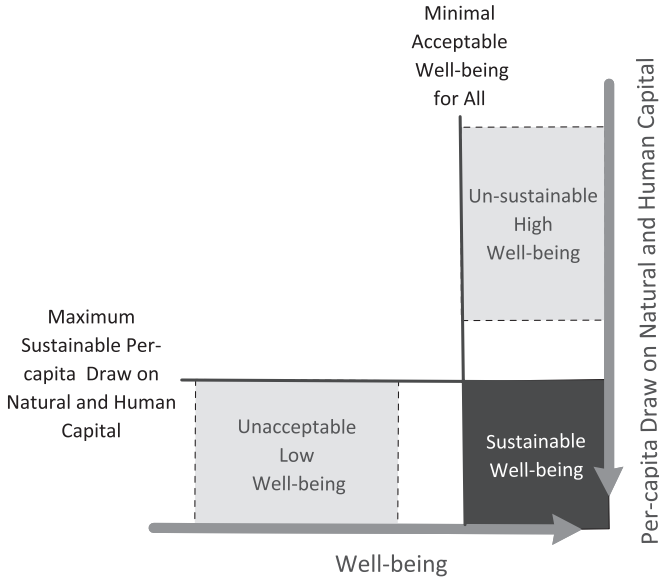 Minimal
Acceptable
Well-being
for All
Un-sustainable
High
Well-being
Per-capita Draw on Natural and Human Capital
Maximum
Sustainable Per-
capita Draw on
Natural and Human
Capital
Unacceptable
Low
Well-being
Sustainable
Well-being
Well-being